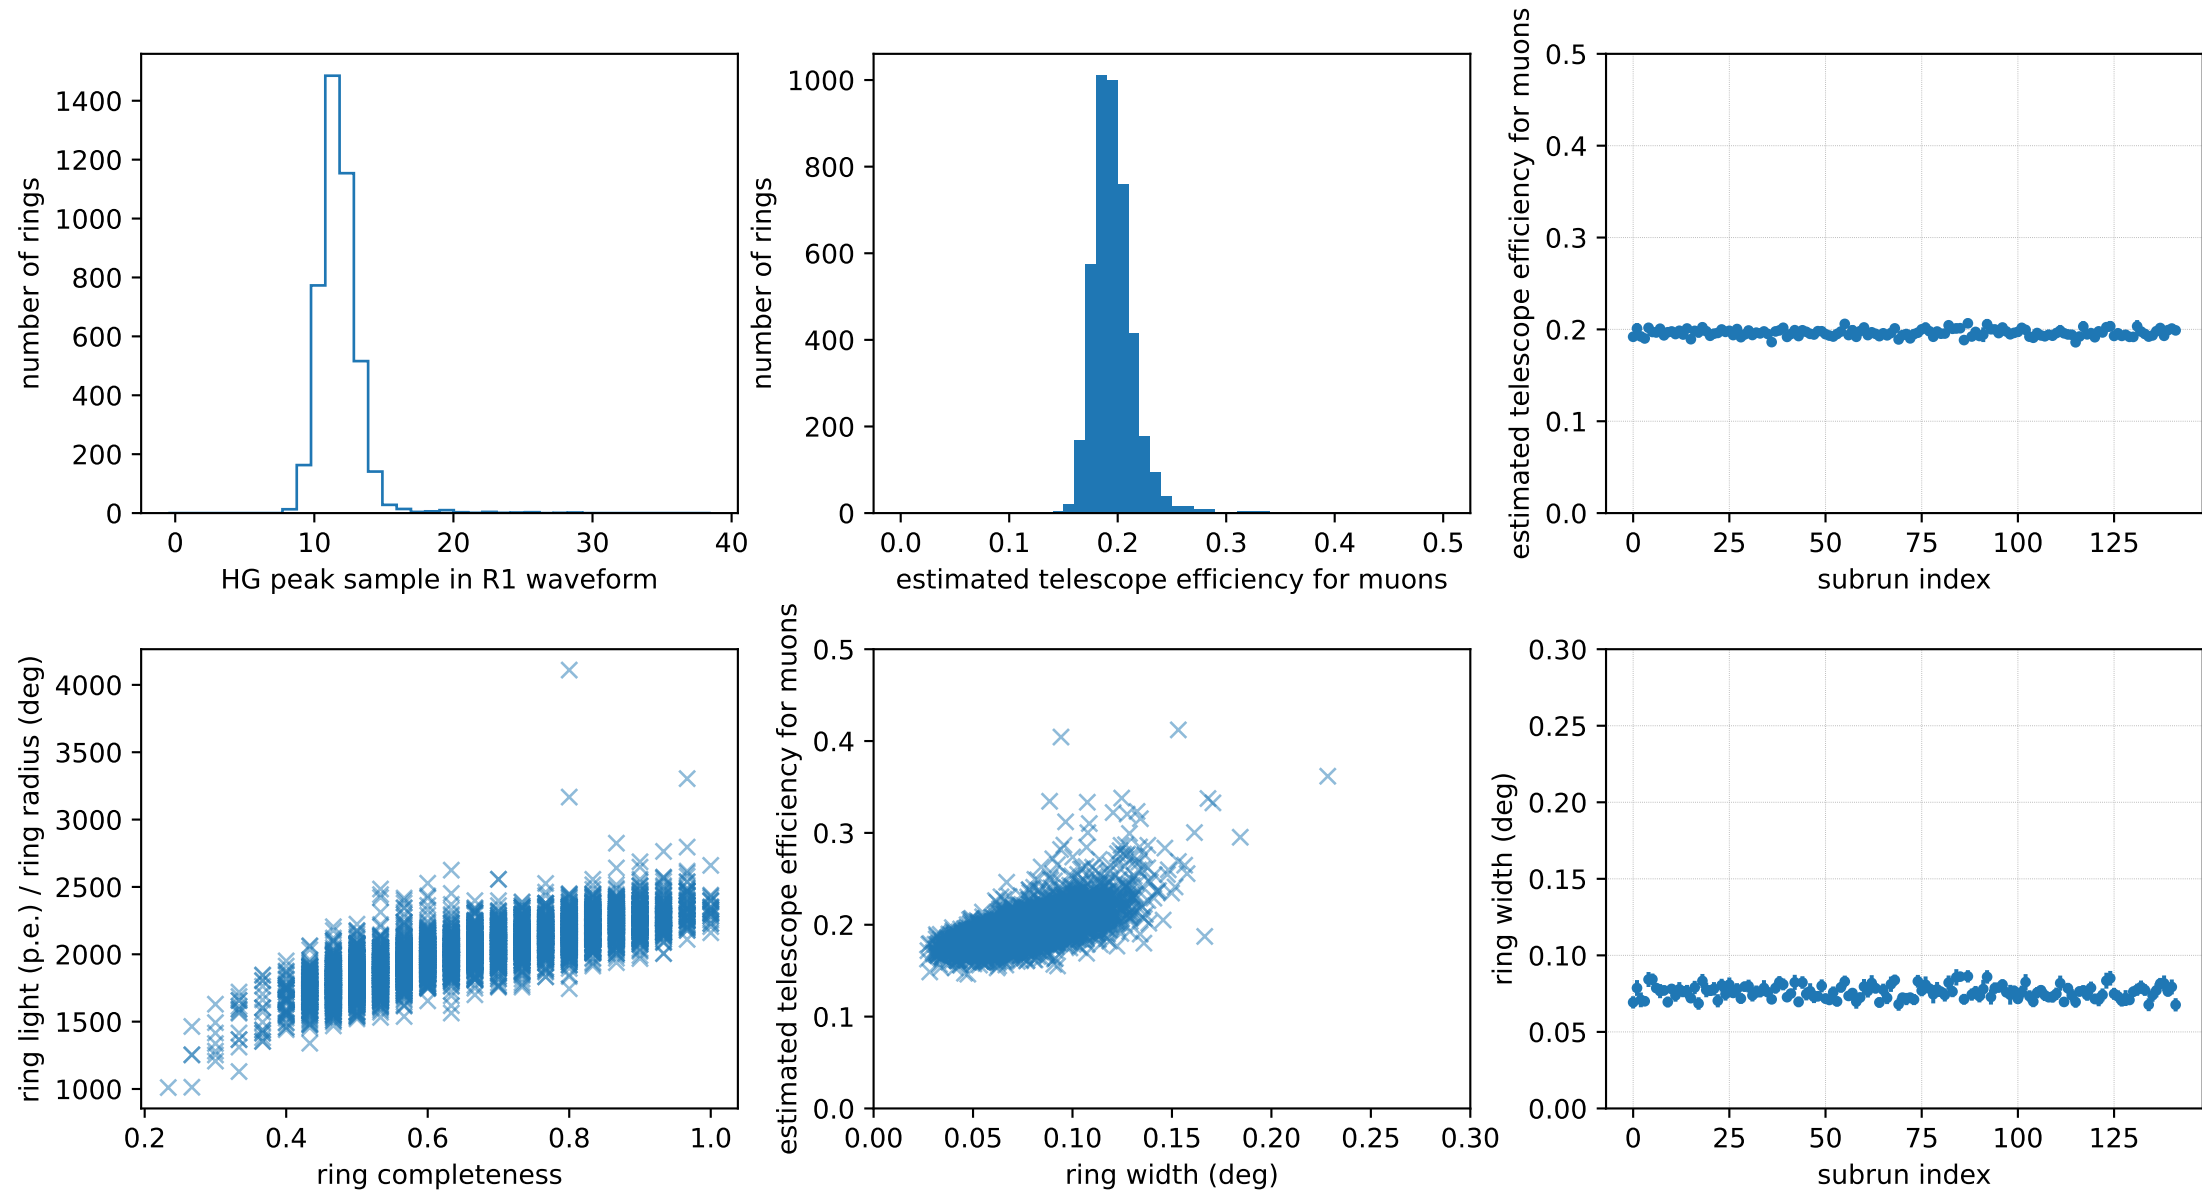 number of rings
1400
1200
1000
800
600
400
200
0
0 10 20 30 40
HG peak sample in R1 waveform
number of rings
1000
800
600
400
200
0
0.0 0.1 0.2 0.3 0.4 0.5
estimated telescope efficiency for muons
estimated telescope efficiency for muons
0.5
0.4
0.3
0.2
0.1
0.0
0 25 50 75 100 125
subrun index
ring light (p.e.) / ring radius (deg)
4000
3500
3000
2500
2000
1500
1000
0.2 0.4 0.6 0.8 1.0
ring completeness
estimated telescope efficiency for muons
0.5
0.4
0.3
0.2
0.1
0.0
0.00 0.05 0.10 0.15 0.20 0.25 0.30
ring width (deg)
ring width (deg)
0.30
0.25
0.20
0.15
0.10
0.05
0.00
0 25 50 75 100 125
subrun index